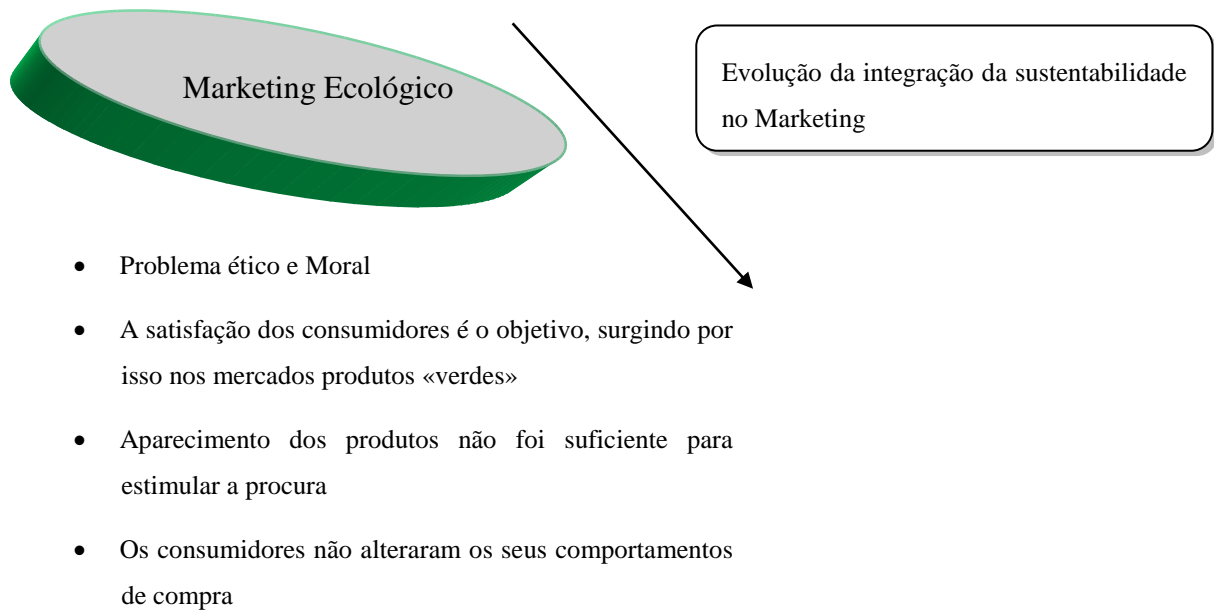 Marketing Ecológico
Evolução da integração da sustentabilidade
no Marketing
• Problema ético e Moral
• A satisfação dos consumidores é o objetivo, surgindo por
isso nos mercados produtos «verdes»
• Aparecimento dos produtos não foi suficiente para
estimular a procura
• Os consumidores não alteraram os seus comportamentos
de compra